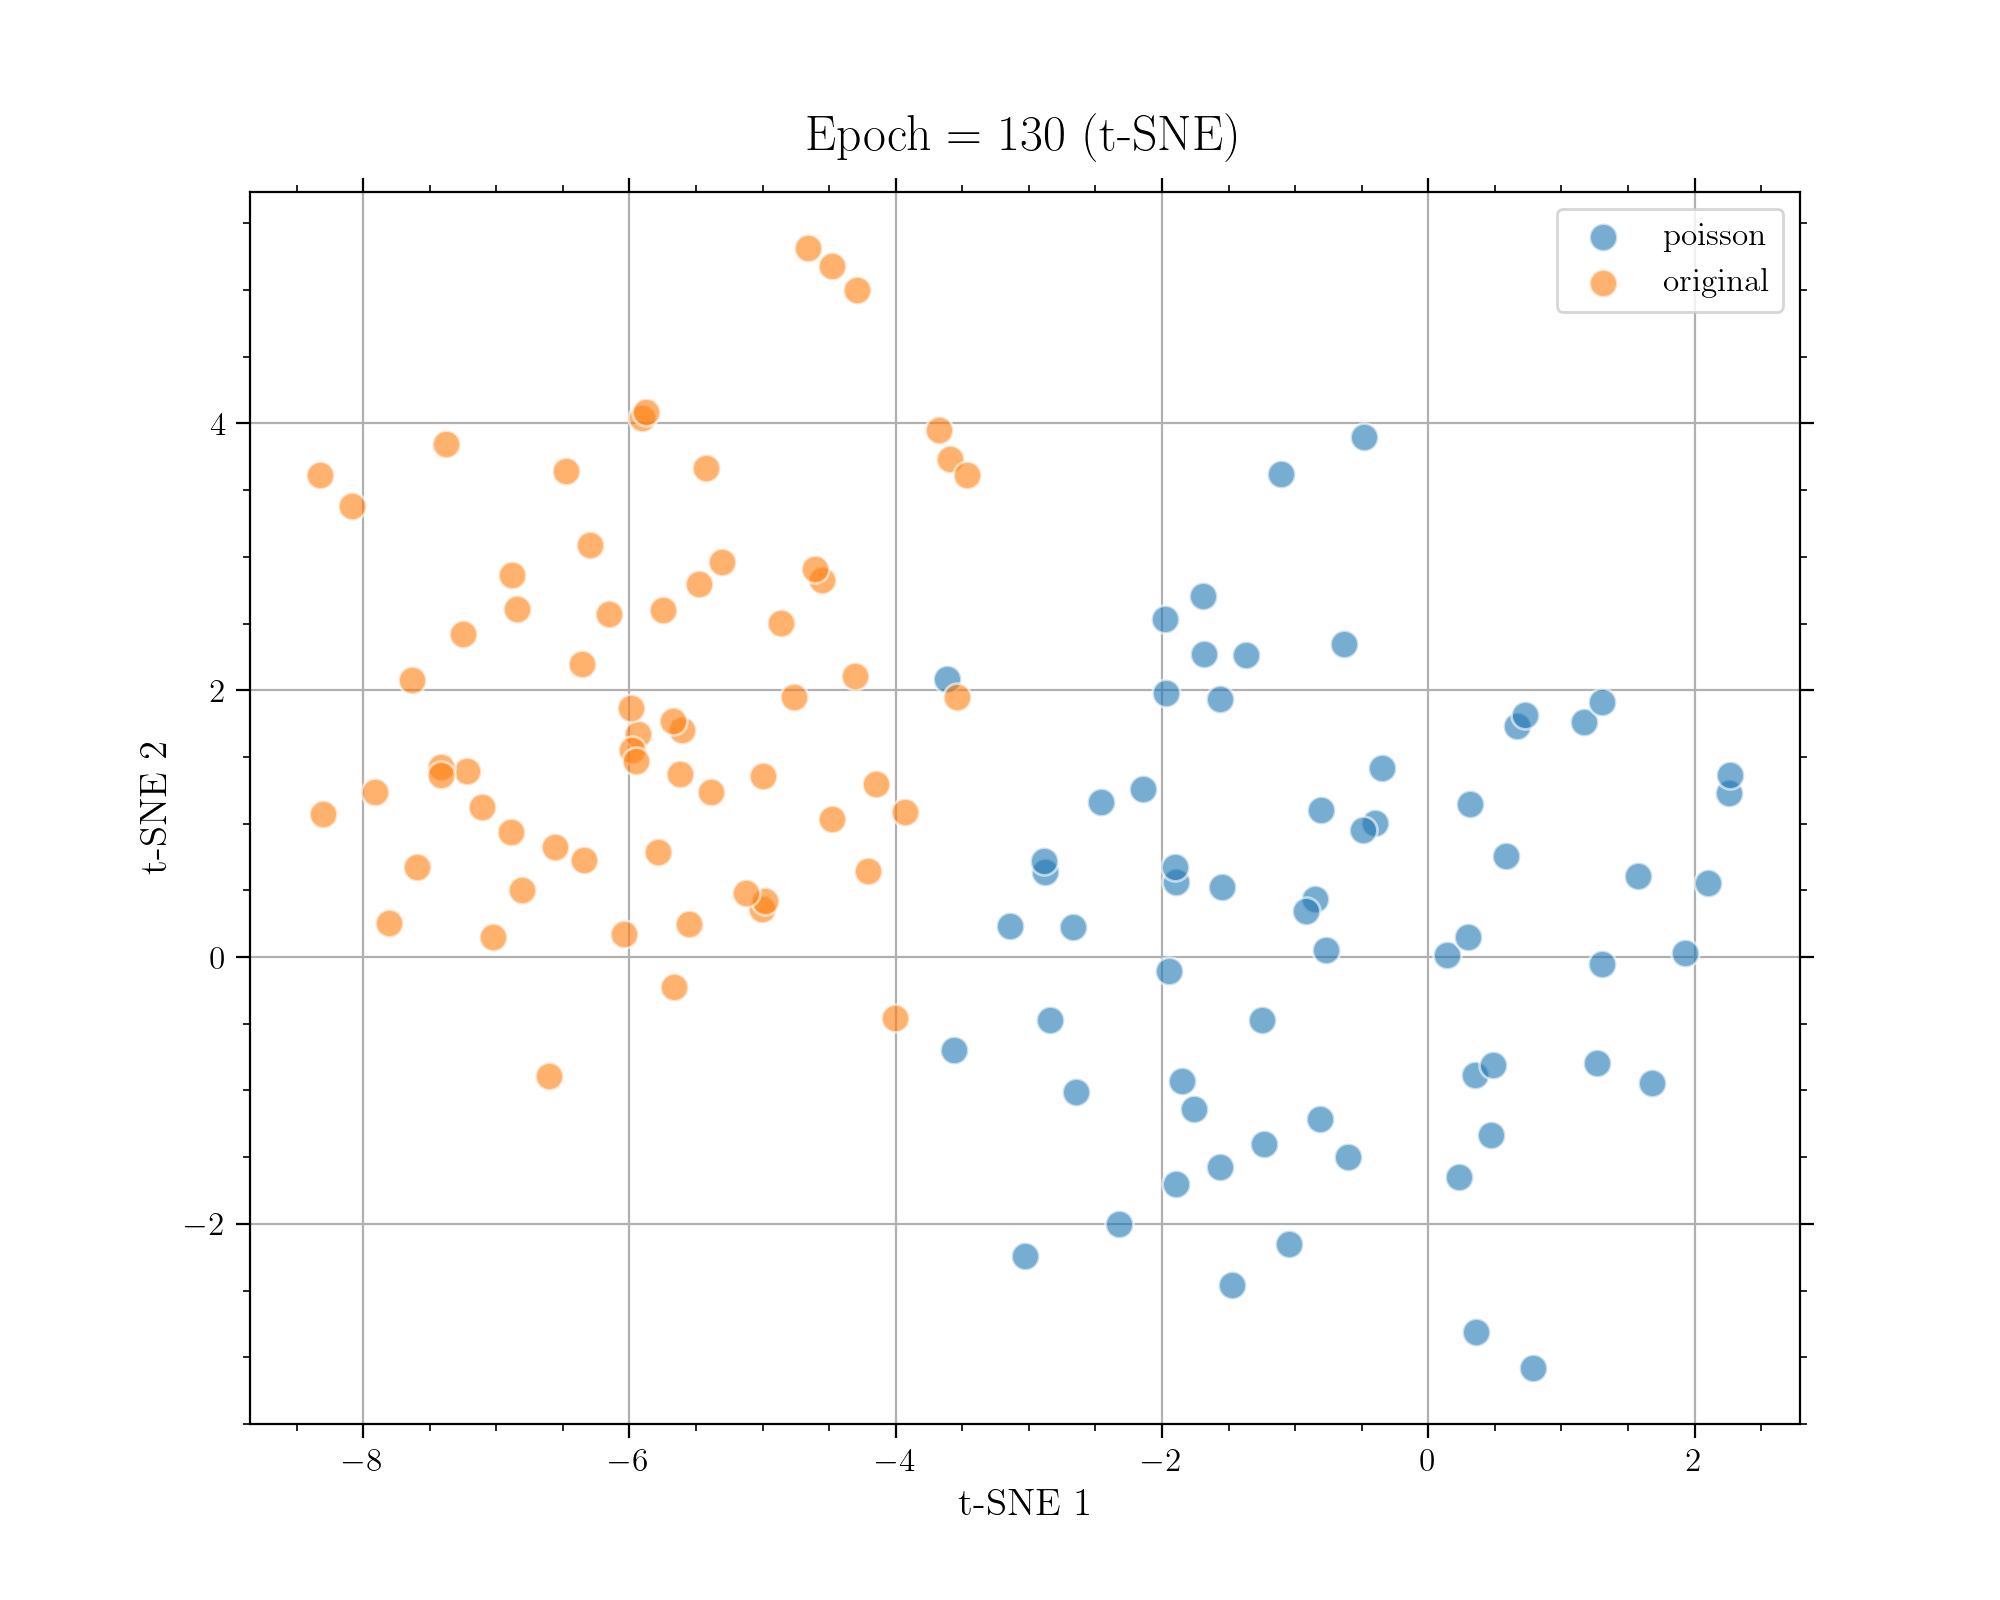 Epoch = 130 (t-SNE)
poisson
original
4
2
0
−2
t-SNE 2
−8
−6
−4
−2
0
2
t-SNE 1